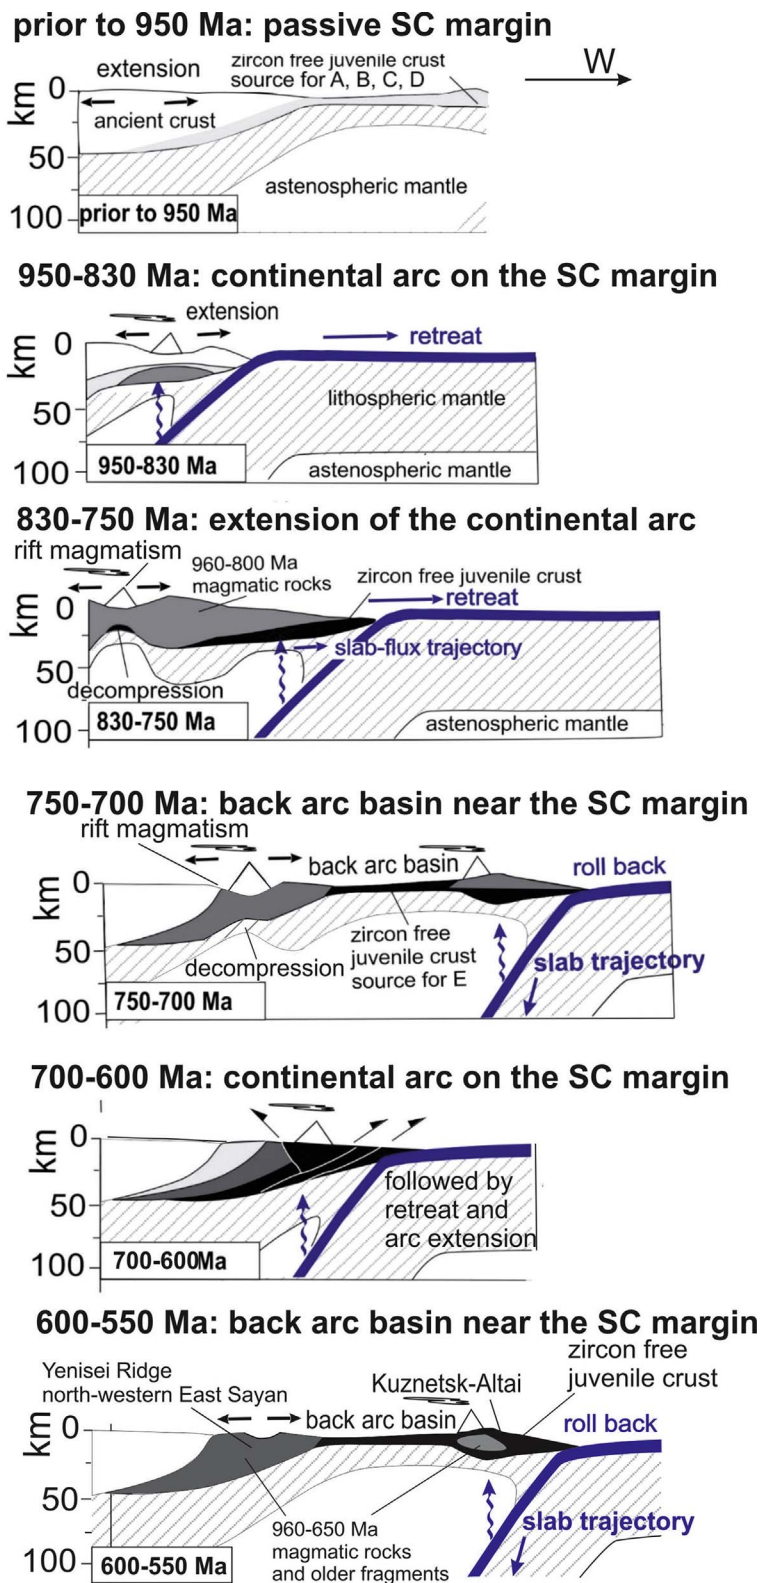 prior to 950 Ma: passive SC margin
zircon free juvenile crust
source for A, B, C, D
W
extension
ancient crust
astenospheric mantle
km
0
50
100
prior to 950 Ma
950-830 Ma: continental arc on the SC margin
extension
retreat
km
0
50
100
lithospheric mantle
astenospheric mantle
950-830 Ma
830-750 Ma: extension of the continental arc
rift magmatism
960-800 Ma
magmatic rocks
zircon free juvenile crust
retreat
km
0
50
100
slab-flux trajectory
decompression
astenospheric mantle
830-750 Ma
750-700 Ma: back arc basin near the SC margin
rift magmatism
back arc basin
roll back
km
0
50
100
decompression
zircon free
juvenile crust
source for E
slab trajectory
750-700 Ma
700-600 Ma: continental arc on the SC margin
km
0
50
100
followed by
retreat and
arc extension
700-600Ma
600-550 Ma: back arc basin near the SC margin
zircon free
juvenile crust
Yenisei Ridge
north-western East Sayan
Kuznetsk-Altai
back arc basin
roll back
km
0
50
100
slab trajectory
960-650 Ma
magmatic rocks
and older fragments
600-550 Ma